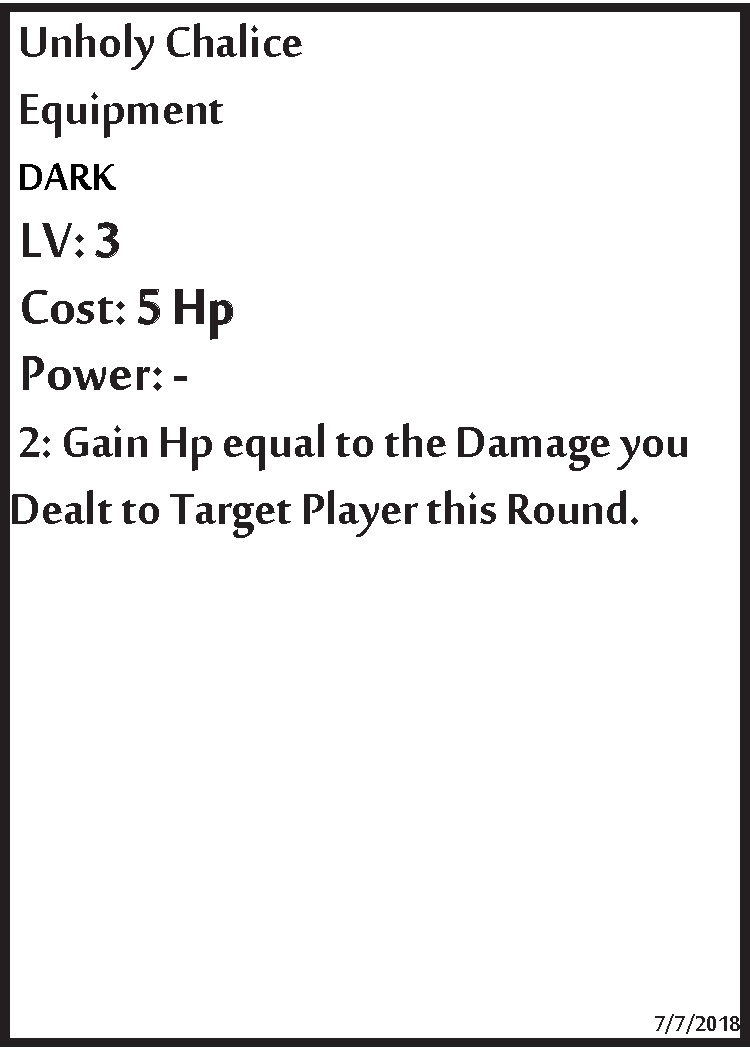 Unholy Chalice
Equipment
DARK
LV: 3
Cost: 5 Hp
Power: -
2: Gain Hp equal to the Damage you
Dealt to Target Player this Round.
7/7/2018